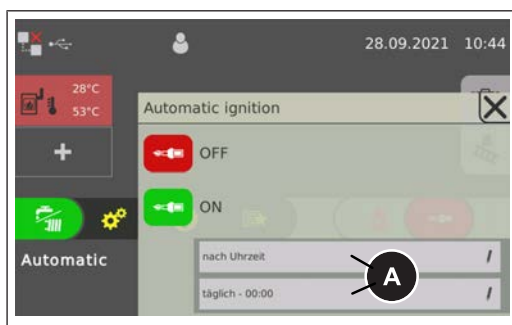 28.09.2021 10:44
28°C
53°C
Automatic ignition
+
OFF
ON
Automatic
nach Uhrzeit
täglich - 00:00
A